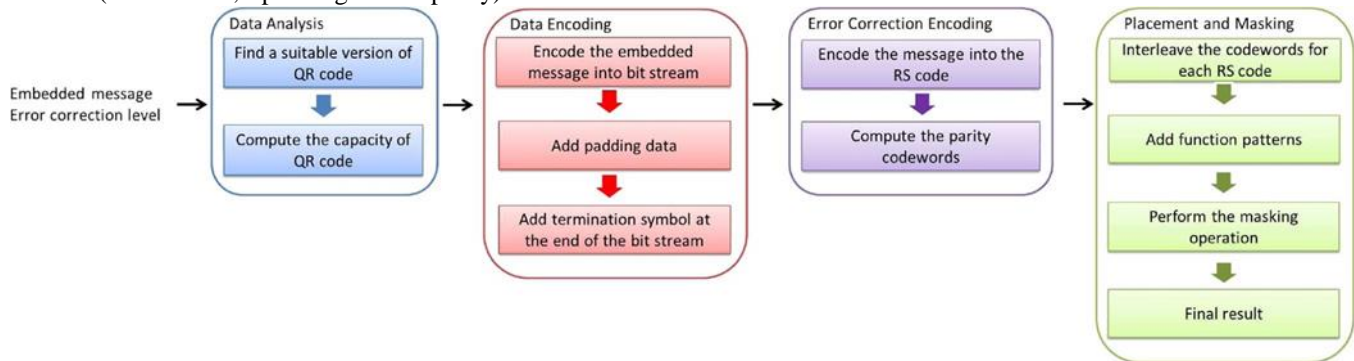 Data Analysis
Find a suitable version of
QR code
Compute the capacity of
QR code
Embedded message
Error correction level
Data Encoding
Encode the embedded
message into bit stream
Add padding data
Add termination symbol at
the end of the bit stream
Error Correction Encoding
Encode the message into the
RS code
Compute the parity
codewords
Placement and Masking
Interleave the codewords for
each RS code
Add function patterns
Perform the masking
operation
Final result